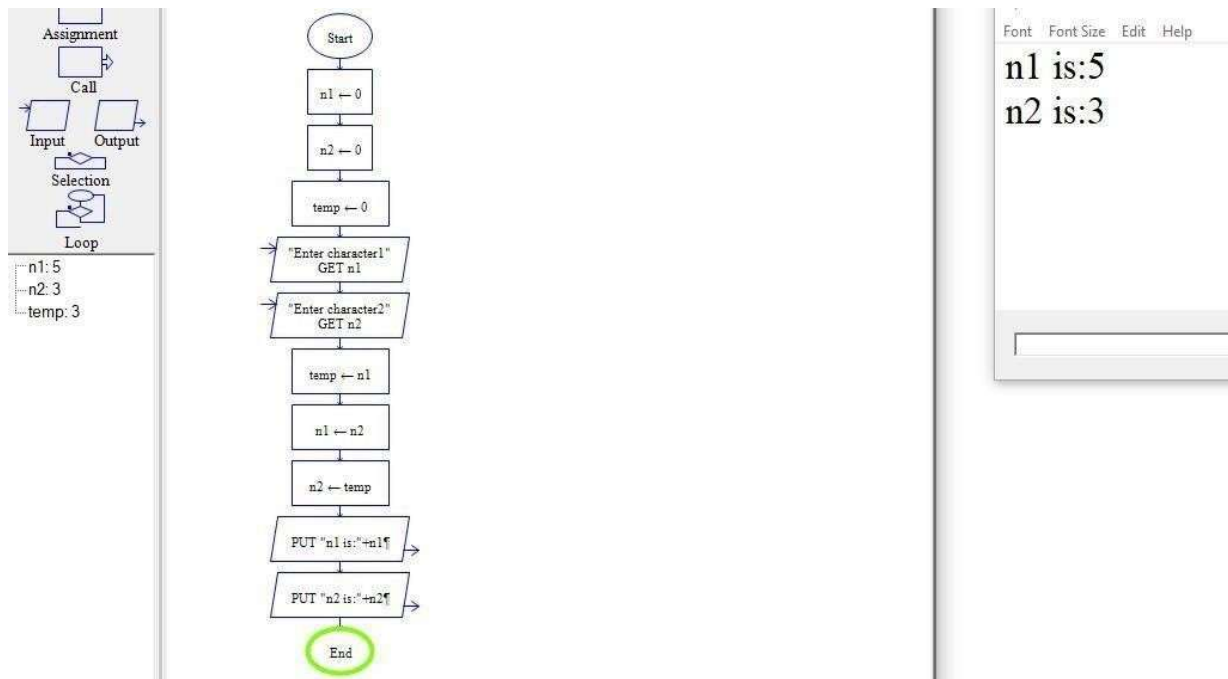 Assignment
Call
Input Output
Selection
Loop
n1: 5
n2: 3
temp: 3
Start
n1 ← 0
n2 ← 0
temp ← 0
"Enter character1"
GET n1
"Enter character2"
GET n2
temp ← n1
n1 ← n2
n2 ← temp
PUT "n1 is:"+n1¶
PUT "n2 is:"+n2¶
End
Font Font Size Edit Help
n1 is:5
n2 is:3